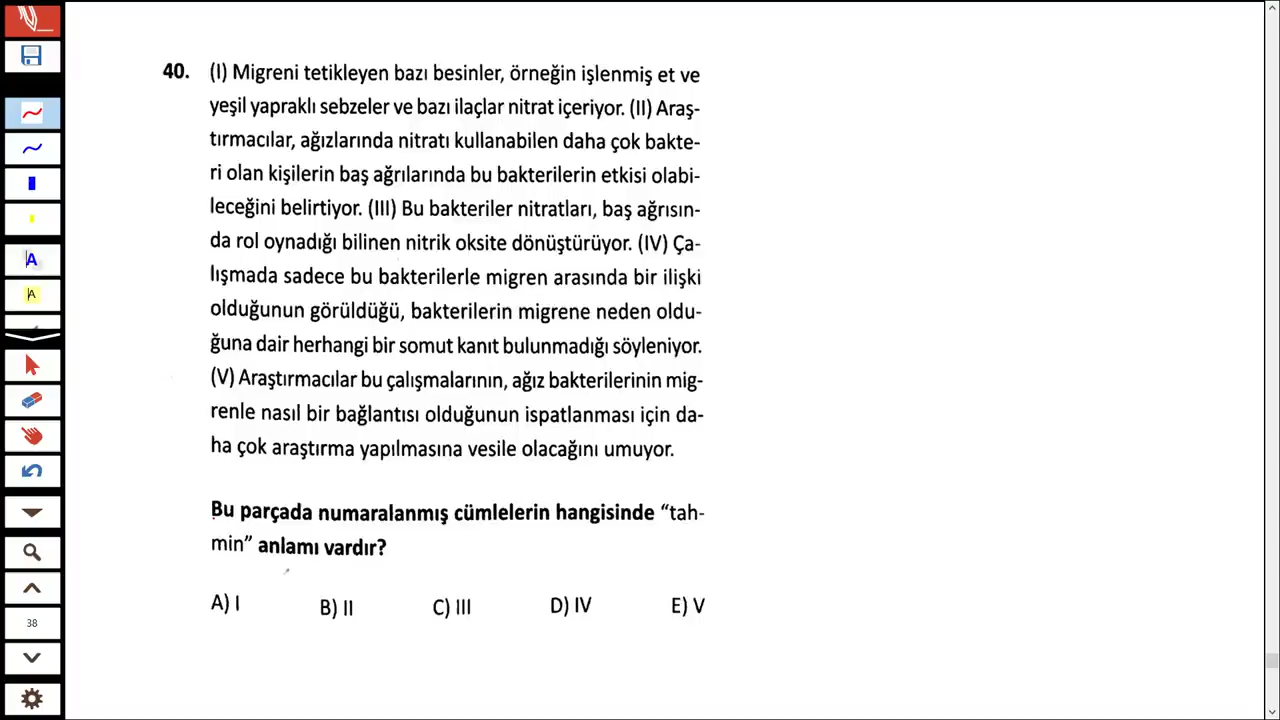 40. (I) Migreni tetikleyen bazı besinler, örneğin işlenmiş et ve
yeşil yapraklı sebzeler ve bazı ilaçlar nitrat içeriyor. (II) Araş-
tırmacılar, ağızlarında nitratı kullanabilen daha çok bakte-
ri olan kişilerin baş ağrılarında bu bakterilerin etkisi olabi-
leceğini belirtiyor. (III) Bu bakteriler nitratları, baş ağrısın-
da rol oynadığı bilinen nitrik oksite dönüştürüyor. (IV) Ça-
lışmada sadece bu bakterilerle migren arasında bir ilişki
olduğunun görüldüğü, bakterilerin migrene neden oldu-
ğuna dair herhangi bir somut kanıt bulunmadığı söyleniyor.
(V) Araştırmacılar bu çalışmalarının, ağız bakterilerinin mig-
renle nasıl bir bağlantısı olduğunun ispatlanması için da-
ha çok araştırma yapılmasına vesile olacağını umuyor.
Bu parçada numaralanmış cümlelerin hangisinde “tah-
min” anlamı vardır?
A) I B) II C) III D) IV E) V
A
A
38